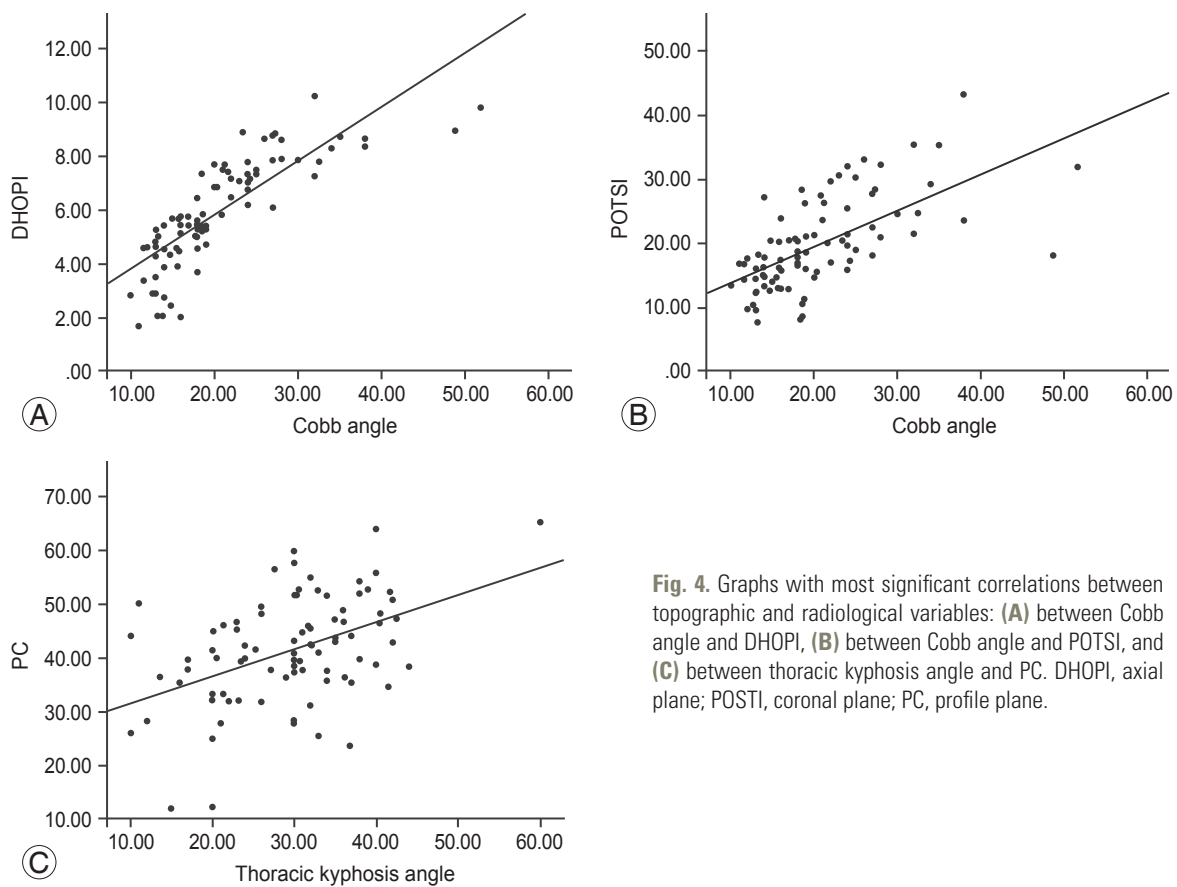 12.00
10.00
8.00
6.00
4.00
2.00
.00
DHOPI
10.00 20.00 30.00 40.00 50.00 60.00
Cobb angle
A
50.00
40.00
30.00
20.00
10.00
.00
POTSI
10.00 20.00 30.00 40.00 50.00 60.00
Cobb angle
B
70.00
60.00
50.00
40.00
30.00
20.00
10.00
PC
10.00 20.00 30.00 40.00 50.00 60.00
Thoracic kyphosis angle
C
Fig. 4. Graphs with most significant correlations between
topographic and radiological variables: (A) between Cobb
angle and DHOPI, (B) between Cobb angle and POTSI, and
(C) between thoracic kyphosis angle and PC. DHOPI, axial
plane; POSTI, coronal plane; PC, profile plane.